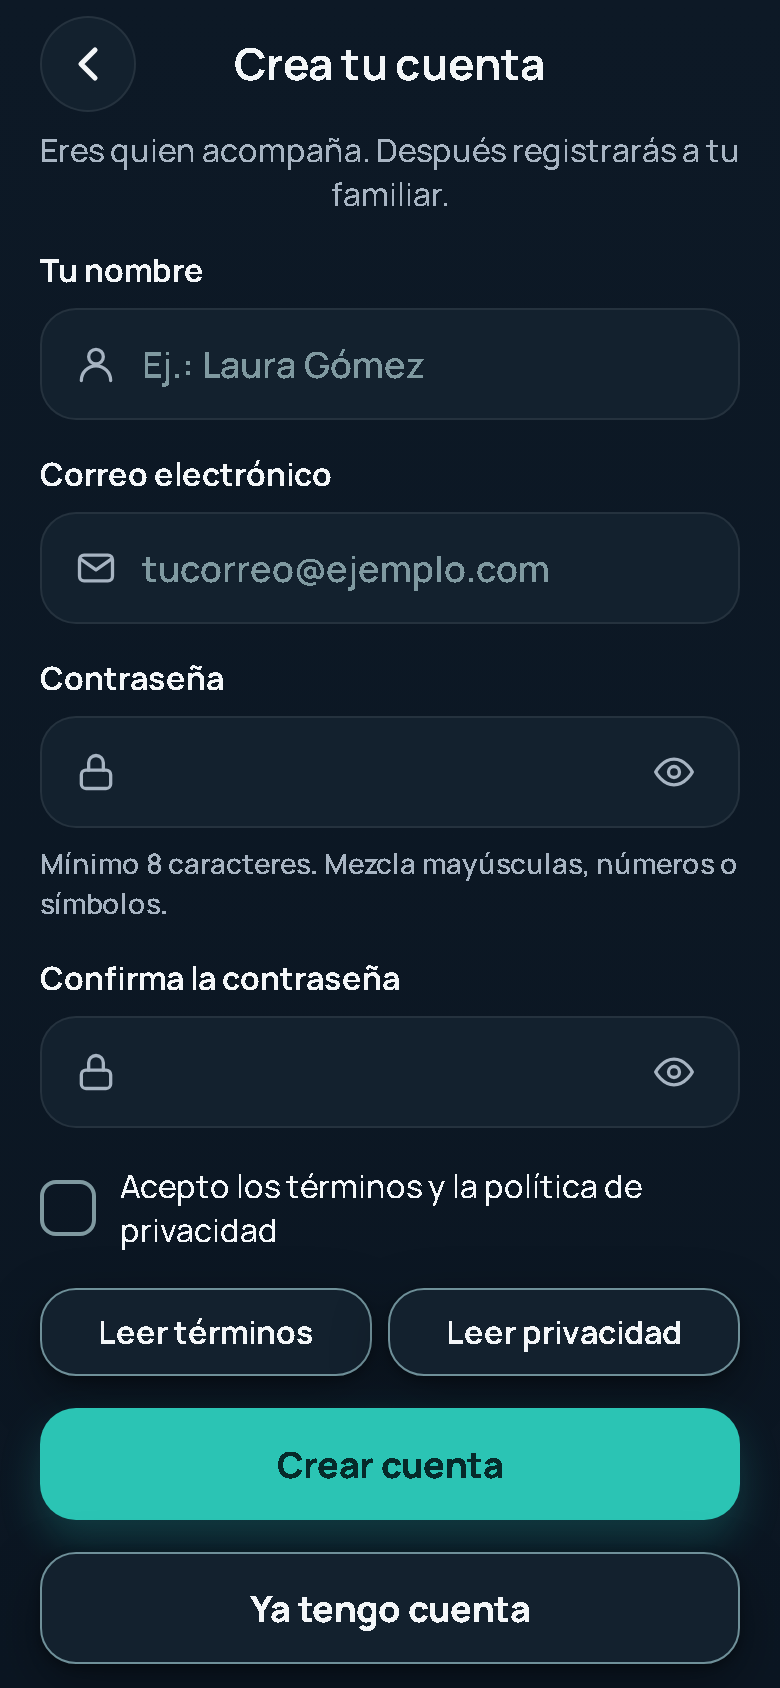 Crea tu cuenta
Eres quien acompaña. Después registrarás a tu
familiar.
Tu nombre
Ej.: Laura Gómez
Correo electrónico
tucorreo@ejemplo.com
Contraseña
Mínimo 8 caracteres. Mezcla mayúsculas, números o
símbolos.
Confirma la contraseña
Acepto los términos y la política de
privacidad
Leer términos
Leer privacidad
Crear cuenta
Ya tengo cuenta